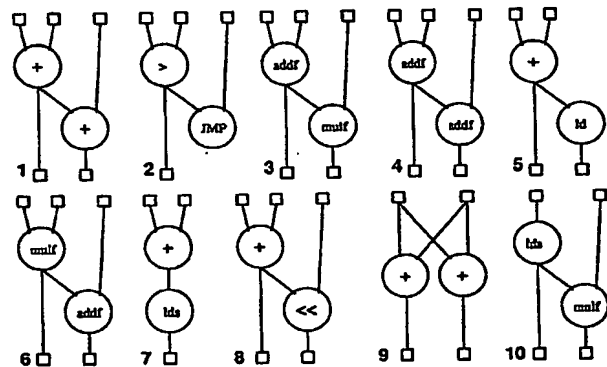 +
+
1
>
JMP
2
addf
mulf
3
addf
addf
4
+
ld
5
mulf
addf
6
+
lds
7
+
<<
8
+ +
9
lds
mulf
10